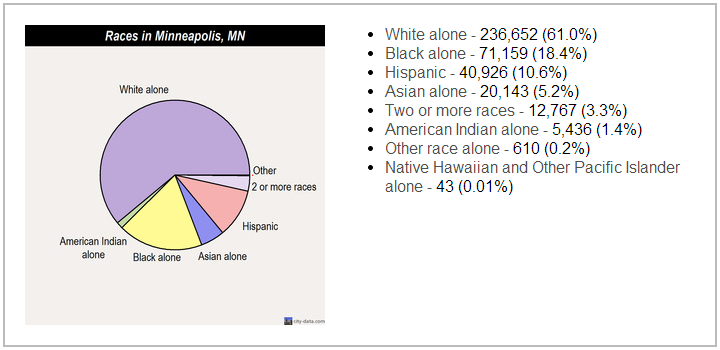 Races in Minneapolis, MN
White alone
Other
2 or more races
Hispanic
Asian alone
Black alone
American Indian
alone
city-data.com
White alone - 236,652 (61.0%)
Black alone - 71,159 (18.4%)
Hispanic - 40,926 (10.6%)
Asian alone - 20,143 (5.2%)
Two or more races - 12,767 (3.3%)
American Indian alone - 5,436 (1.4%)
Other race alone - 610 (0.2%)
Native Hawaiian and Other Pacific Islander
alone - 43 (0.01%)